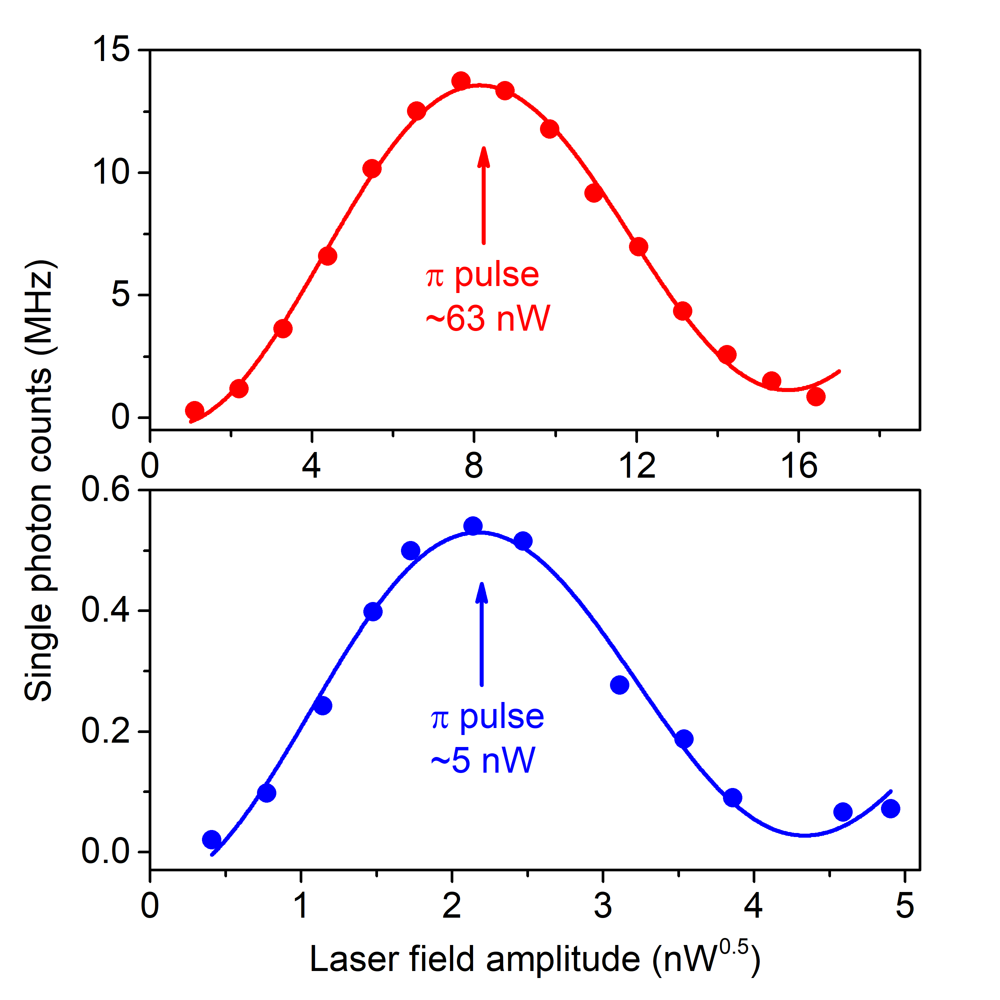 Single photon counts (MHz)
15
10
5
0
π pulse
~63 nW
0 4 8 12 16
0.6
0.4
0.2
0.0
π pulse
~5 nW
0 1 2 3 4 5
Laser field amplitude (nW^0.5)